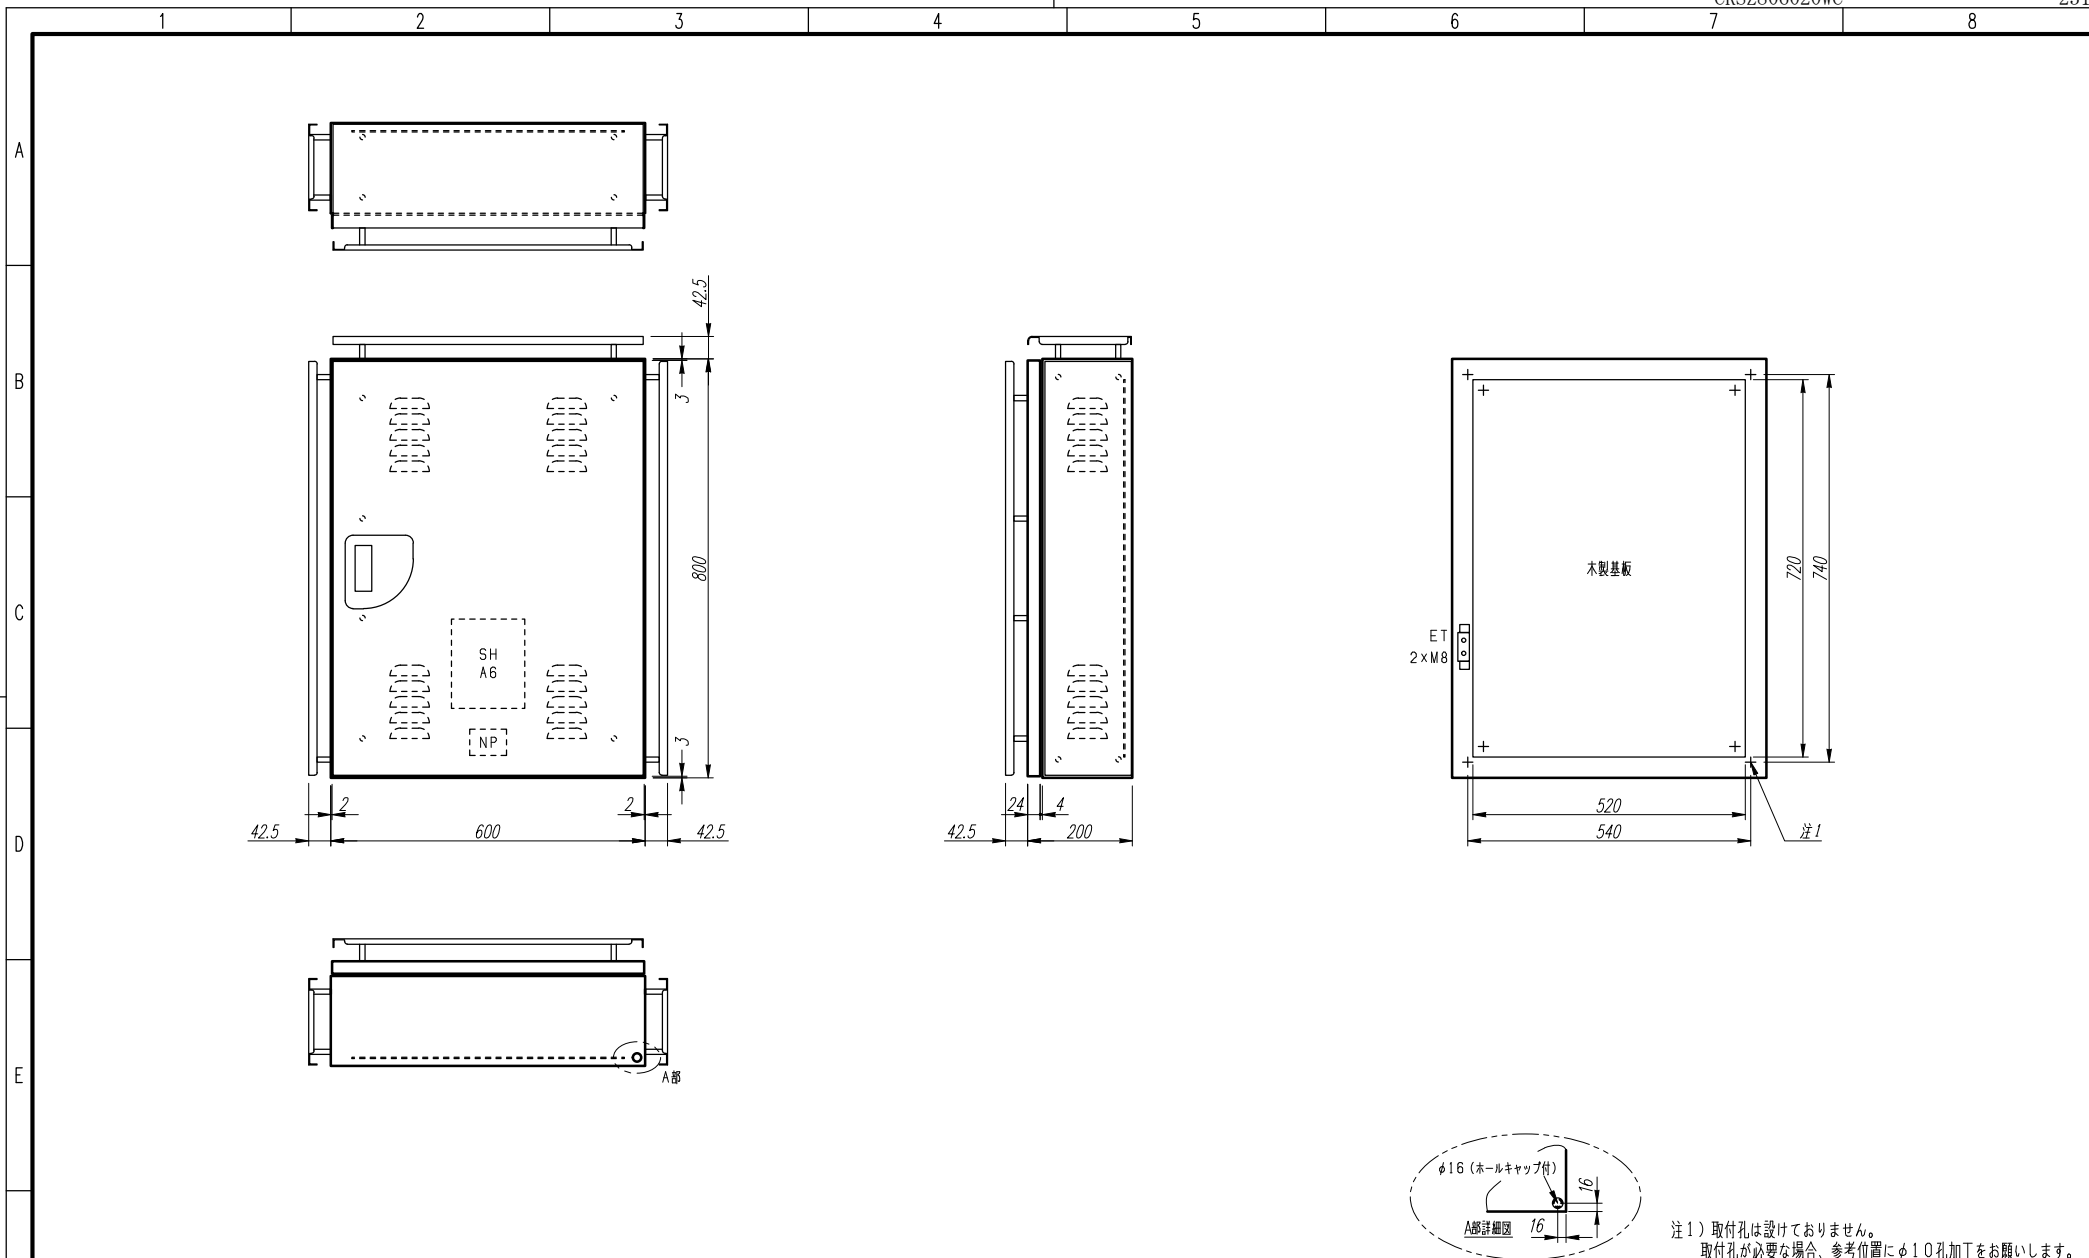 1 2 3 4 5 6 7 8
A
B
C
D
E
42.5
3
800
3
SH
A6
NP
2
2
42.5
600
42.5
24
4
42.5
200
木製基板
720
740
ET
2×M8
520
540
注1
A部
φ16(ホールキャップ付)
16
A部詳細図
16
注1)取付孔は設けておりません。
取付孔が必要な場合、参考位置にφ10孔加工をお願いします。